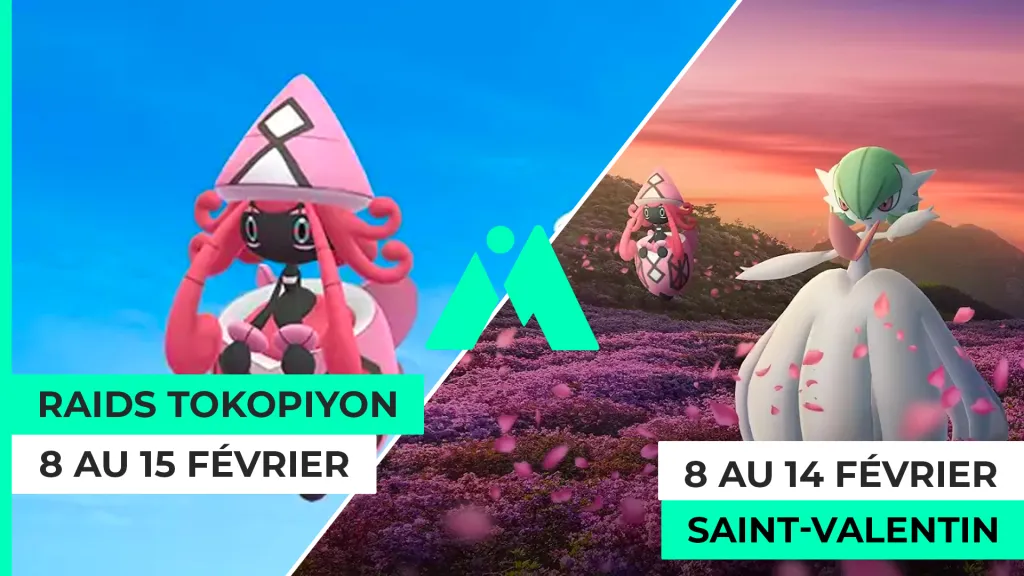 RAIDS TOKOPIYON
8 AU 15 FÉVRIER
8 AU 14 FÉVRIER
SAINT-VALENTIN